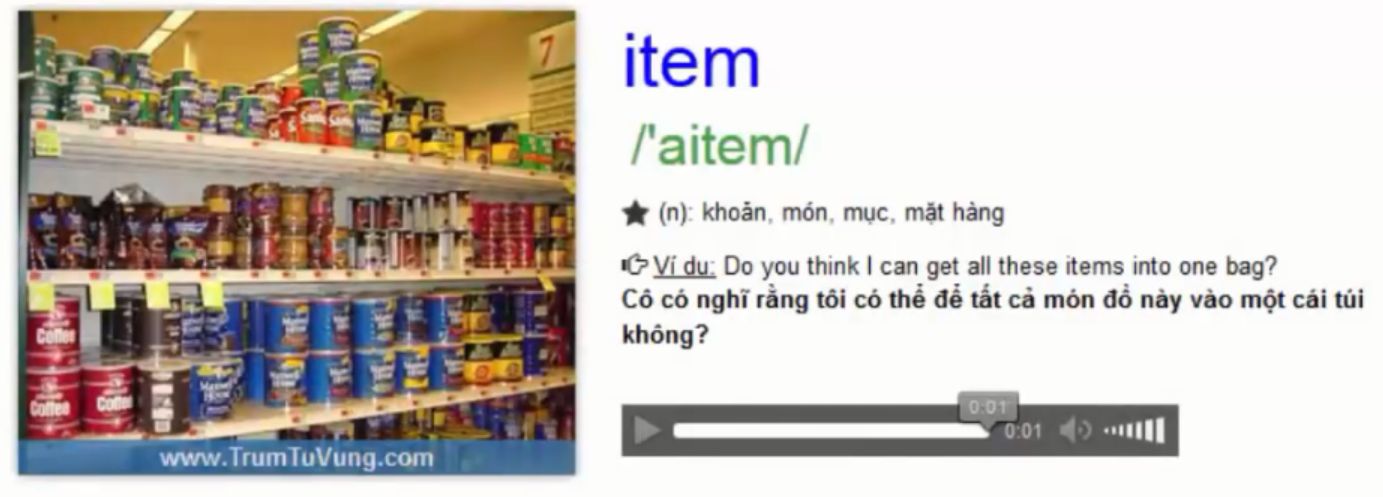 7
Sanka
Coffee
Coffee
Coffee
Maxwell House
www.TrumTuVung.com
item
/'aitem/
(n): khoản, món, mục, mặt hàng
Ví dụ: Do you think I can get all these items into one bag?
Cô có nghĩ rằng tôi có thể để tất cả món đồ này vào một cái túi
không?
0:01
0:01